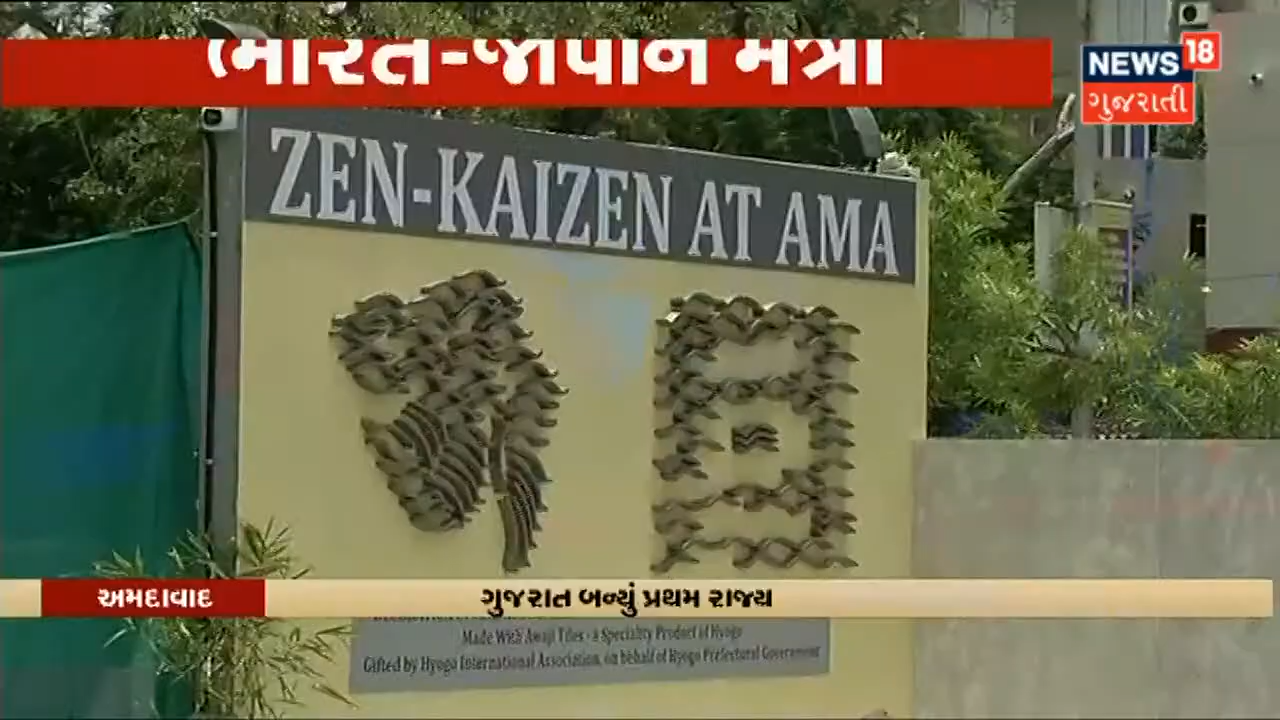 ભારત-જાપાન મૈત્રી
NEWS 18
ગુજરાતી
ZEN-KAIZEN AT AMA
અમદાવાદ
ગુજરાત બન્યું પ્રથમ રાજ્ય
Made With Awaji Tiles - a Speciality Product of Hyogo
Gifted by Hyogo International Association, on behalf of Hyogo Prefectural Government